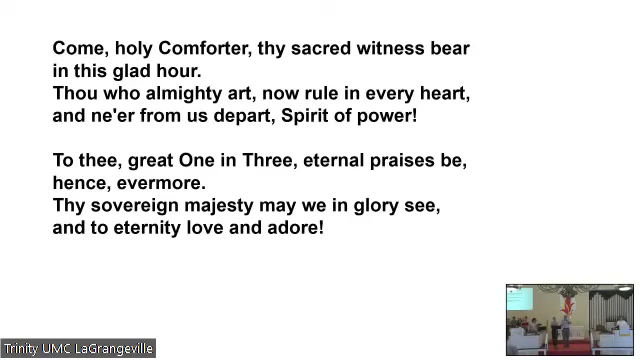 Come, holy Comforter, thy sacred witness bear
in this glad hour.
Thou who almighty art, now rule in every heart,
and ne'er from us depart, Spirit of power!
To thee, great One in Three, eternal praises be,
hence, evermore.
Thy sovereign majesty may we in glory see,
and to eternity love and adore!
Trinity UMC LaGrangeville